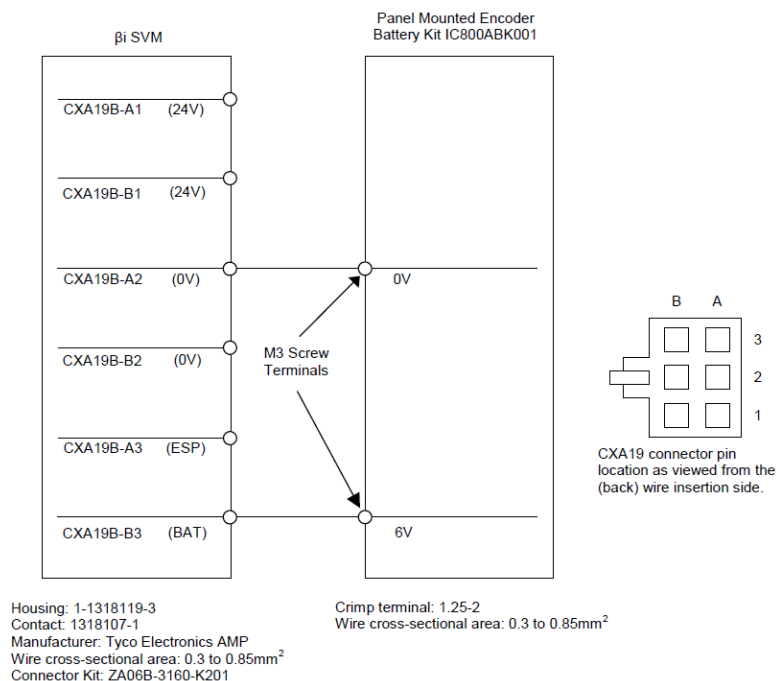 βi SVM
Panel Mounted Encoder
Battery Kit IC800ABK001
CXA19B-A1 (24V)
CXA19B-B1 (24V)
CXA19B-A2 (0V)
0V
CXA19B-B2 (0V)
M3 Screw
Terminals
CXA19B-A3 (ESP)
CXA19B-B3 (BAT)
6V
B A
3
2
1
CXA19 connector pin
location as viewed from the
(back) wire insertion side.
Housing: 1-1318119-3
Contact: 1318107-1
Manufacturer: Tyco Electronics AMP
Wire cross-sectional area: 0.3 to 0.85mm²
Connector Kit: ZA06B-3160-K201
Crimp terminal: 1.25-2
Wire cross-sectional area: 0.3 to 0.85mm²